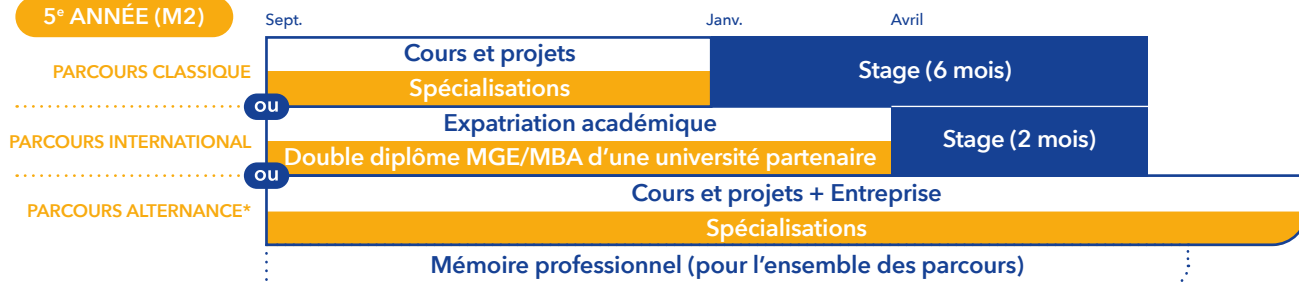 5e ANNÉE (M2)
Sept.
Janv.
Avril
PARCOURS CLASSIQUE
Cours et projets
Spécialisations
Stage (6 mois)
ou
PARCOURS INTERNATIONAL
Expatriation académique
Double diplôme MGE/MBA d'une université partenaire
Stage (2 mois)
ou
PARCOURS ALTERNANCE*
Cours et projets + Entreprise
Spécialisations
Mémoire professionnel (pour l'ensemble des parcours)